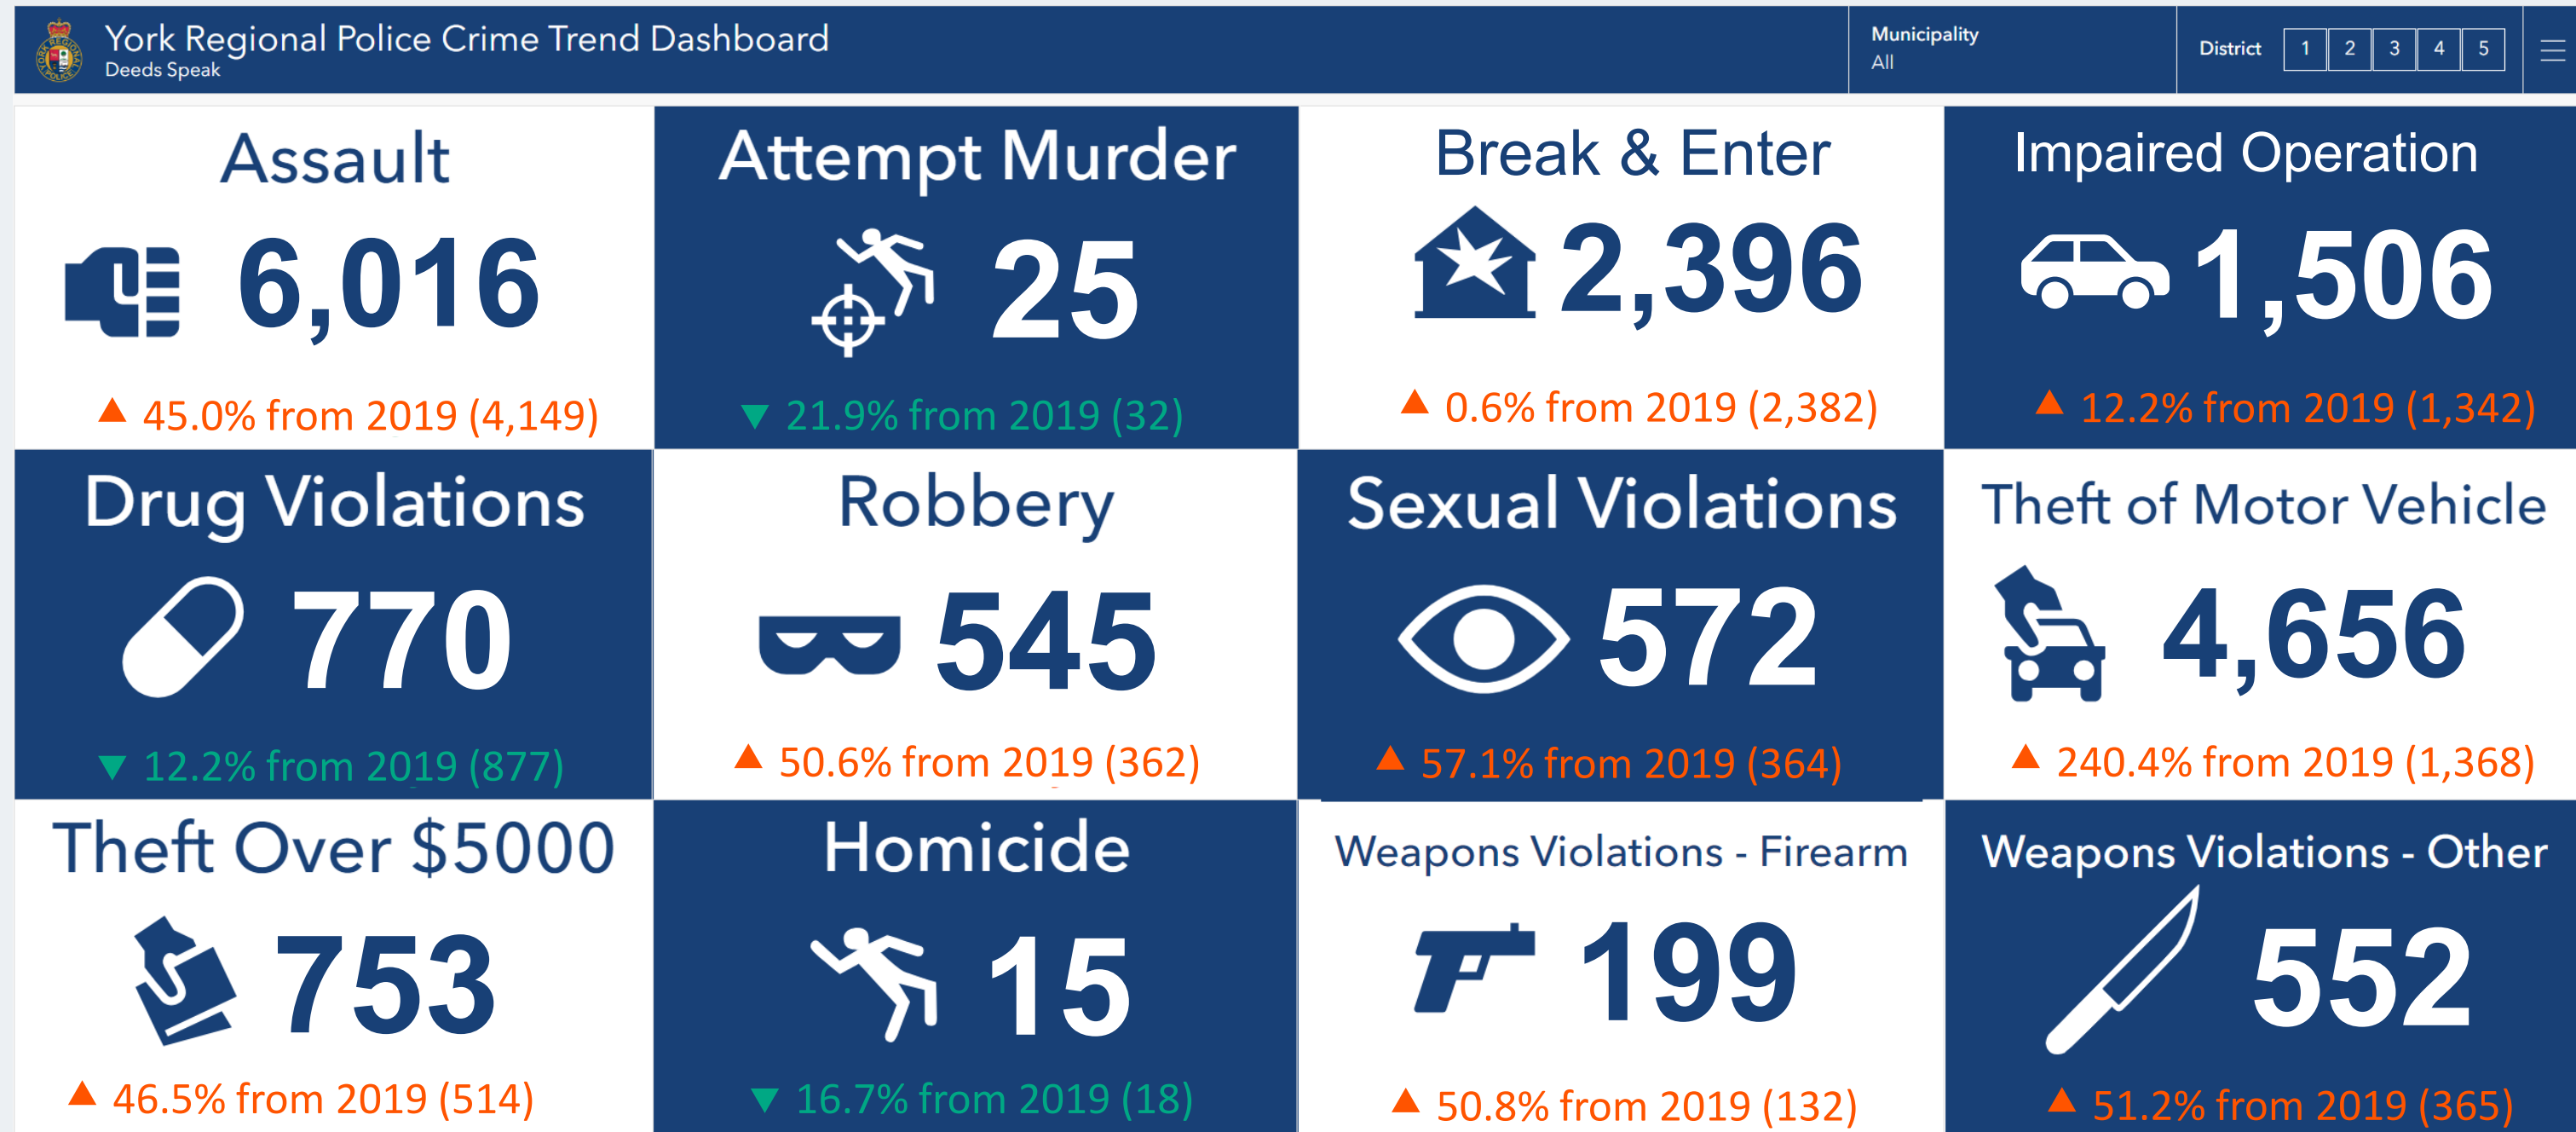 York Regional Police Crime Trend Dashboard
Deeds Speak
Municipality
All
District 1 2 3 4 5
Assault
6,016
▲ 45.0% from 2019 (4,149)
Attempt Murder
25
▼ 21.9% from 2019 (32)
Break & Enter
2,396
▲ 0.6% from 2019 (2,382)
Impaired Operation
1,506
▲ 12.2% from 2019 (1,342)
Drug Violations
770
▼ 12.2% from 2019 (877)
Robbery
545
▲ 50.6% from 2019 (362)
Sexual Violations
572
▲ 57.1% from 2019 (364)
Theft of Motor Vehicle
4,656
▲ 240.4% from 2019 (1,368)
Theft Over $5000
753
▲ 46.5% from 2019 (514)
Homicide
15
▼ 16.7% from 2019 (18)
Weapons Violations - Firearm
199
▲ 50.8% from 2019 (132)
Weapons Violations - Other
552
▲ 51.2% from 2019 (365)